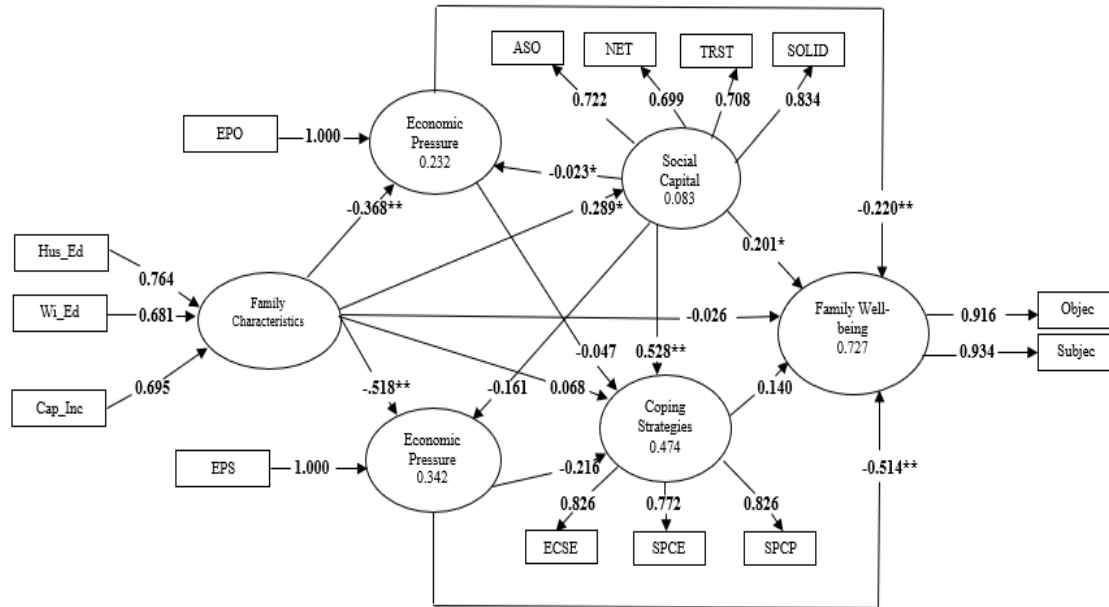 ASO
NET
TRST
SOLID
0.722
0.699
0.708
0.834
EPO
1.000
Economic
Pressure
0.232
Social
Capital
0.083
-0.023*
-0.368**
0.289*
-0.220**
0.201*
Hus_Ed
0.764
Wi_Ed
0.681
Cap_Inc
0.695
Family
Characteristics
-0.026
Family Well-
being
0.727
0.916
Objec
0.934
Subjec
-0.047
0.528**
-.518**
0.068
-0.161
0.140
Coping
Strategies
0.474
Economic
Pressure
0.342
EPS
1.000
-0.216
-0.514**
0.826
0.772
0.826
ECSE
SPCE
SPCP